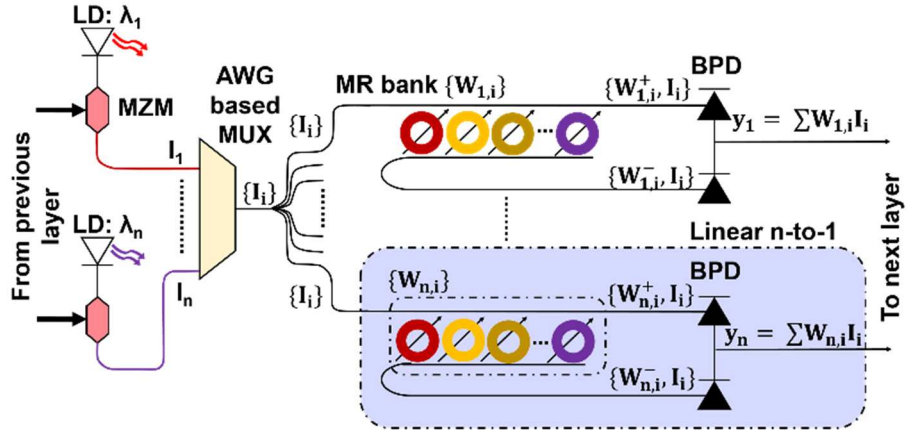 LD: λ₁
MZM
From previous
layer
LD: λₙ
I₁
Iₙ
AWG
based
MUX
{Iᵢ}
{Iᵢ}
{Iᵢ}
MR bank {W₁,ᵢ}
{W⁺₁,ᵢ, Iᵢ}
{W⁻₁,ᵢ, Iᵢ}
BPD
y₁ = ∑W₁,ᵢIᵢ
Linear n-to-1
{Wₙ,ᵢ}
{W⁺ₙ,ᵢ, Iᵢ}
{W⁻ₙ,ᵢ, Iᵢ}
BPD
yₙ = ∑Wₙ,ᵢIᵢ
To next layer